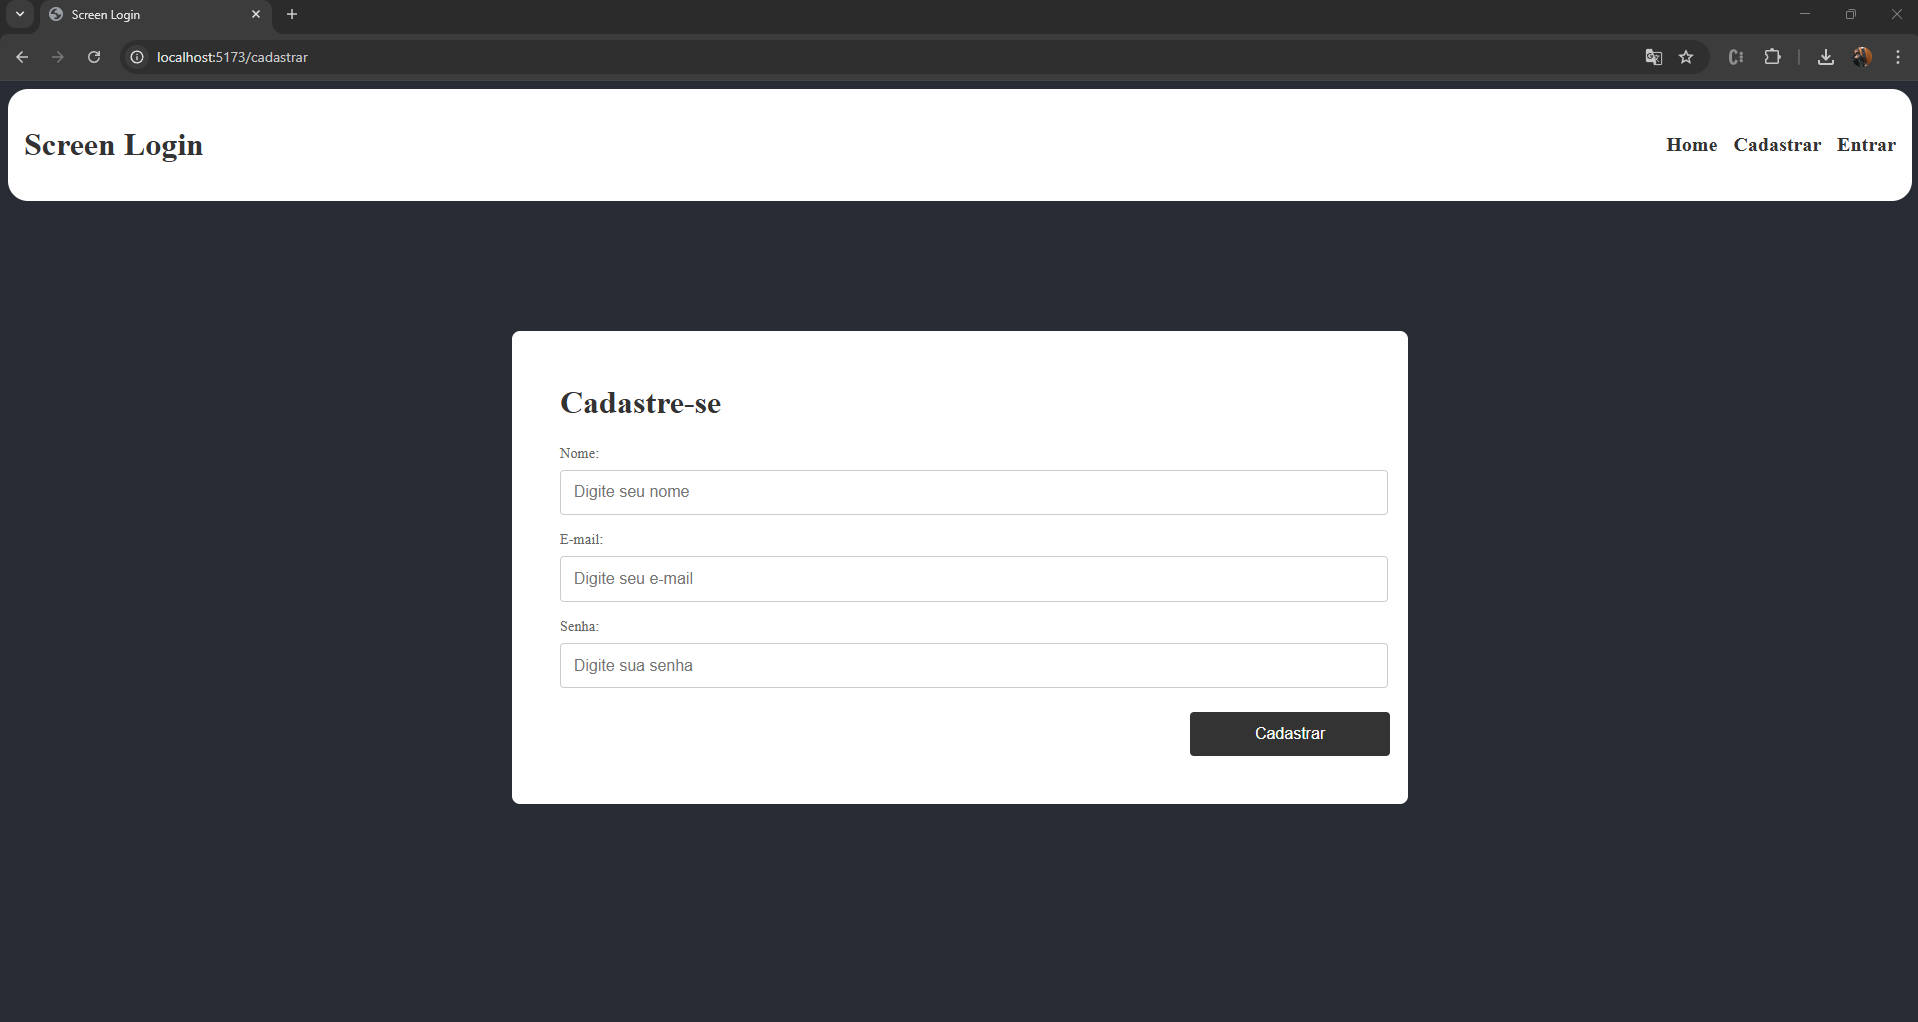 Screen Login
localhost:5173/cadastrar
Screen Login
Home Cadastrar Entrar
Cadastre-se
Nome:
Digite seu nome
E-mail:
Digite seu e-mail
Senha:
Digite sua senha
Cadastrar